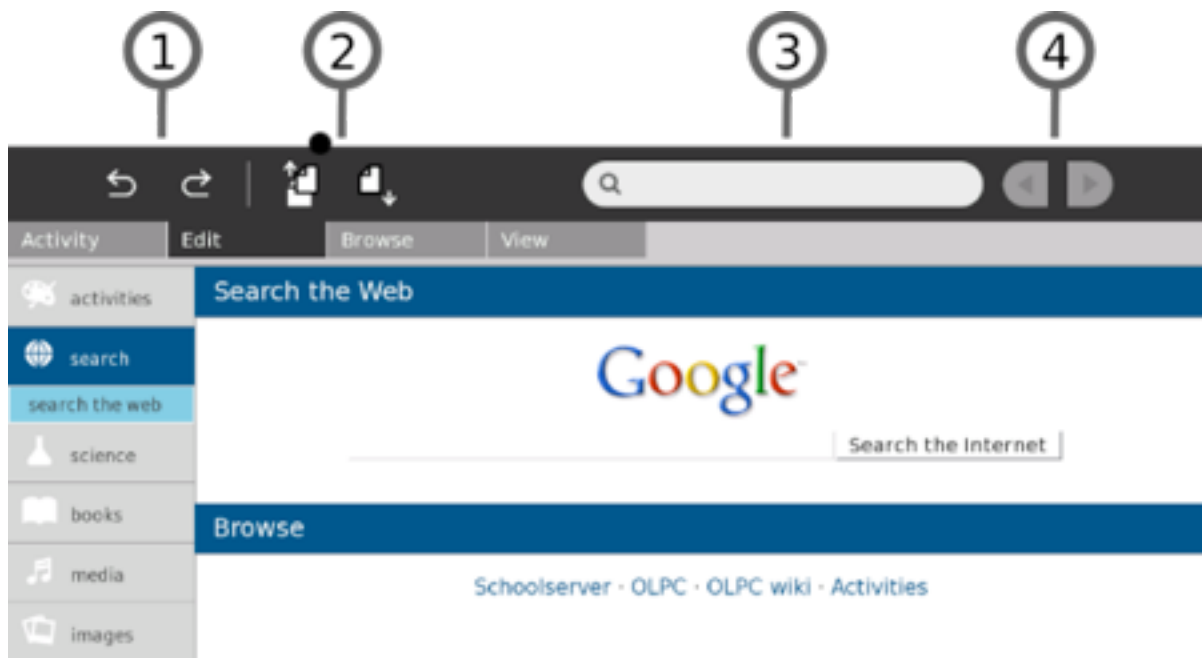 1 2 3 4
Activity Edit Browse View
activities
Search the Web
search
Google
search the web
Search the Internet
science
books
Browse
media
Schoolserver · OLPC · OLPC wiki · Activities
images